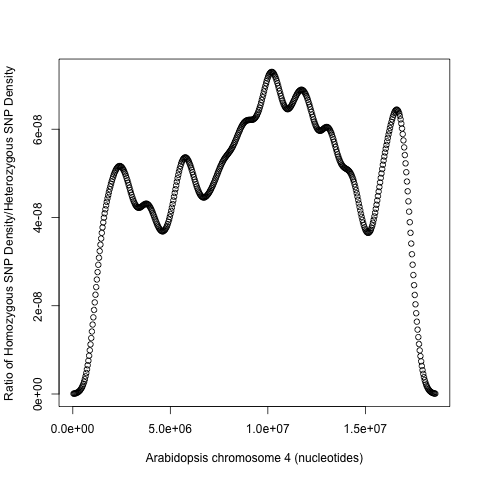 Ratio of Homozygous SNP Density/Heterozygous SNP Density
6e-08
4e-08
2e-08
0e+00
0.0e+00 5.0e+06 1.0e+07 1.5e+07
Arabidopsis chromosome 4 (nucleotides)